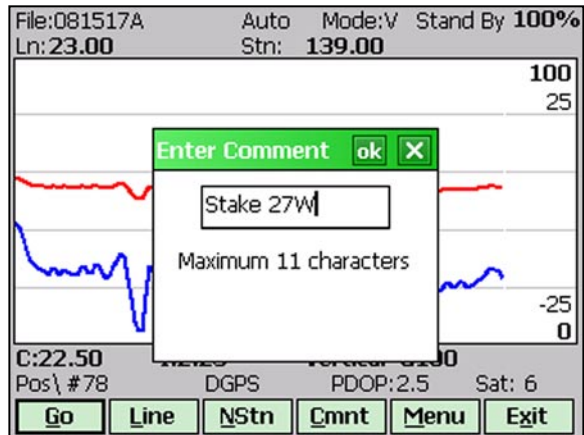 File:081517A Auto Mode:V Stand By 100%
Ln: 23.00 Stn: 139.00
100
25
Enter Comment ok X
Stake 27W
Maximum 11 characters
-25
0
C:22.50
Pos\ #78 DGPS PDOP:2.5 Sat: 6
Go Line NStn Cmnt Menu Exit